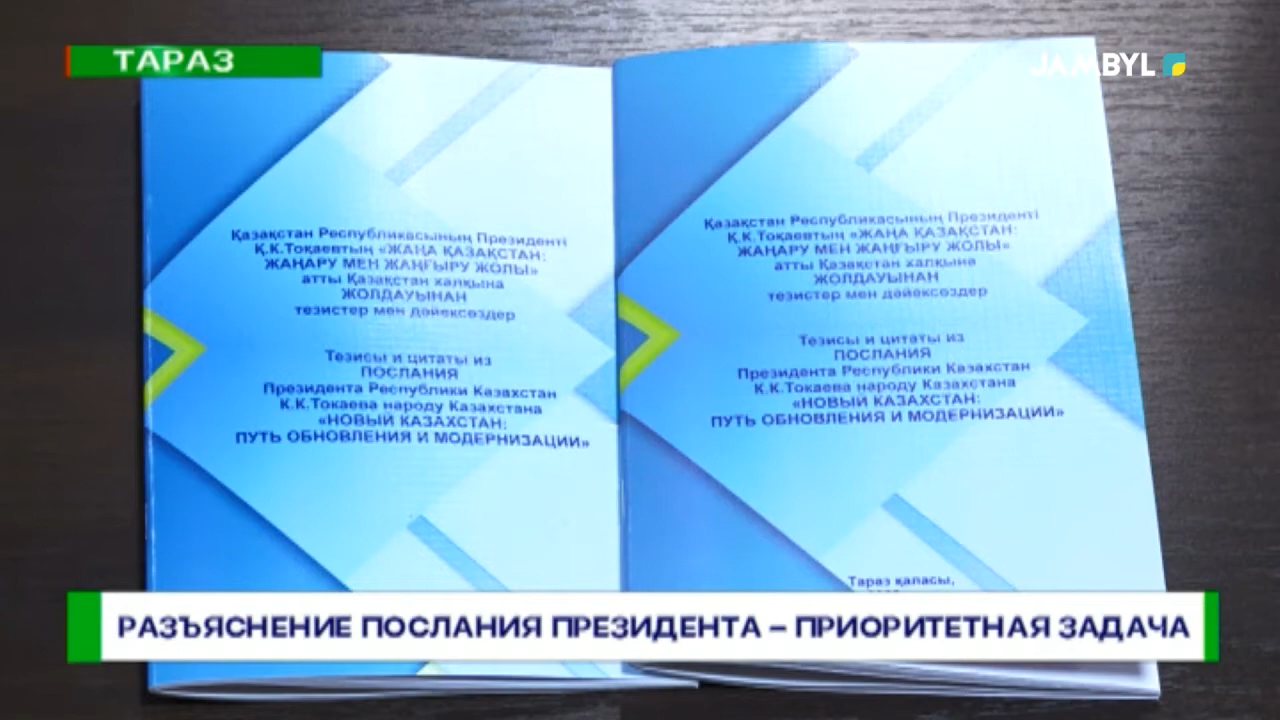 ТАРАЗ
JAMBYL
Қазақстан Республикасының Президенті
Қ.К.Тоқаевтың «ЖАҢА ҚАЗАҚСТАН:
ЖАҢАРУ МЕН ЖАҢҒЫРУ ЖОЛЫ»
атты Қазақстан халқына
ЖОЛДАУЫНАН
тезистер мен дәйексөздер
Тезисы и цитаты из
ПОСЛАНИЯ
Президента Республики Казахстан
К.К.Токаева народу Казахстана
«НОВЫЙ КАЗАХСТАН:
ПУТЬ ОБНОВЛЕНИЯ И МОДЕРНИЗАЦИИ»
Қазақстан Республикасының Президенті
Қ.К.Тоқаевтың «ЖАҢА ҚАЗАҚСТАН:
ЖАҢАРУ МЕН ЖАҢҒЫРУ ЖОЛЫ»
атты Қазақстан халқына
ЖОЛДАУЫНАН
тезистер мен дәйексөздер
Тезисы и цитаты из
ПОСЛАНИЯ
Президента Республики Казахстан
К.К.Токаева народу Казахстана
«НОВЫЙ КАЗАХСТАН:
ПУТЬ ОБНОВЛЕНИЯ И МОДЕРНИЗАЦИИ»
Тараз қаласы,
РАЗЪЯСНЕНИЕ ПОСЛАНИЯ ПРЕЗИДЕНТА – ПРИОРИТЕТНАЯ ЗАДАЧА